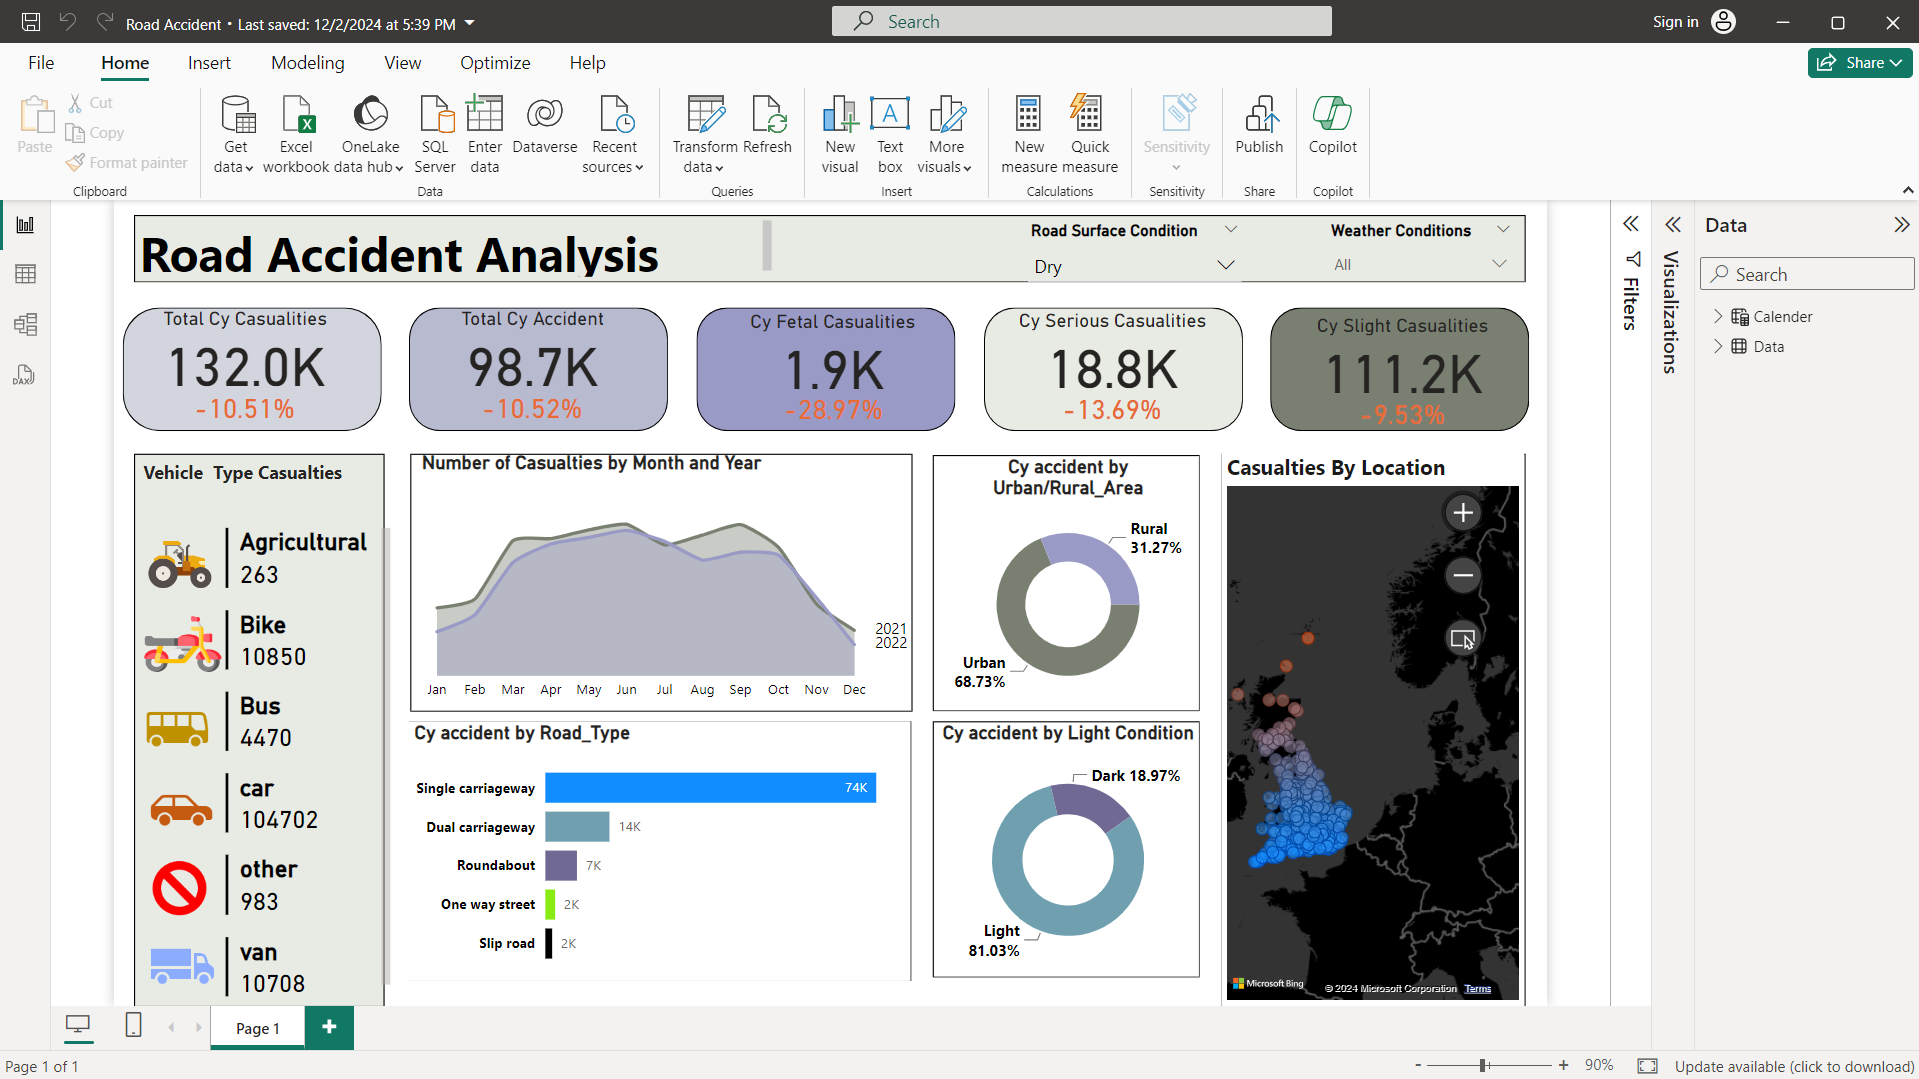 Road Accident • Last saved: 12/2/2024 at 5:39 PM
Search
Sign in
File
Home
Insert
Modeling
View
Optimize
Help
Share
Paste
Cut
Copy
Format painter
Clipboard
Get data
Excel workbook
OneLake data hub
SQL Server
Enter data
Dataverse
Recent sources
Data
Transform data
Refresh
Queries
New visual
Text box
More visuals
Insert
New measure
Quick measure
Calculations
Sensitivity
Sensitivity
Publish
Share
Copilot
Copilot
DAX
Road Accident Analysis
Road Surface Condition
Dry
Weather Conditions
All
Total Cy Casualities
132.0K
-10.51%
Total Cy Accident
98.7K
-10.52%
Cy Fetal Casualities
1.9K
-28.97%
Cy Serious Casualities
18.8K
-13.69%
Cy Slight Casualities
111.2K
-9.53%
Vehicle Type Casualties
Agricultural
263
Bike
10850
Bus
4470
car
104702
other
983
van
10708
Number of Casualties by Month and Year
2021
2022
Jan Feb Mar Apr May Jun Jul Aug Sep Oct Nov Dec
Cy accident by Road_Type
Single carriageway 74K
Dual carriageway 14K
Roundabout 7K
One way street 2K
Slip road 2K
Cy accident by
Urban/Rural_Area
Rural
31.27%
Urban
68.73%
Cy accident by Light Condition
Dark 18.97%
Light
81.03%
Casualties By Location
Microsoft Bing
© 2024 Microsoft Corporation Terms
Filters
Visualizations
Data
Search
Calender
Data
Page 1
Page 1 of 1
90%
Update available (click to download)